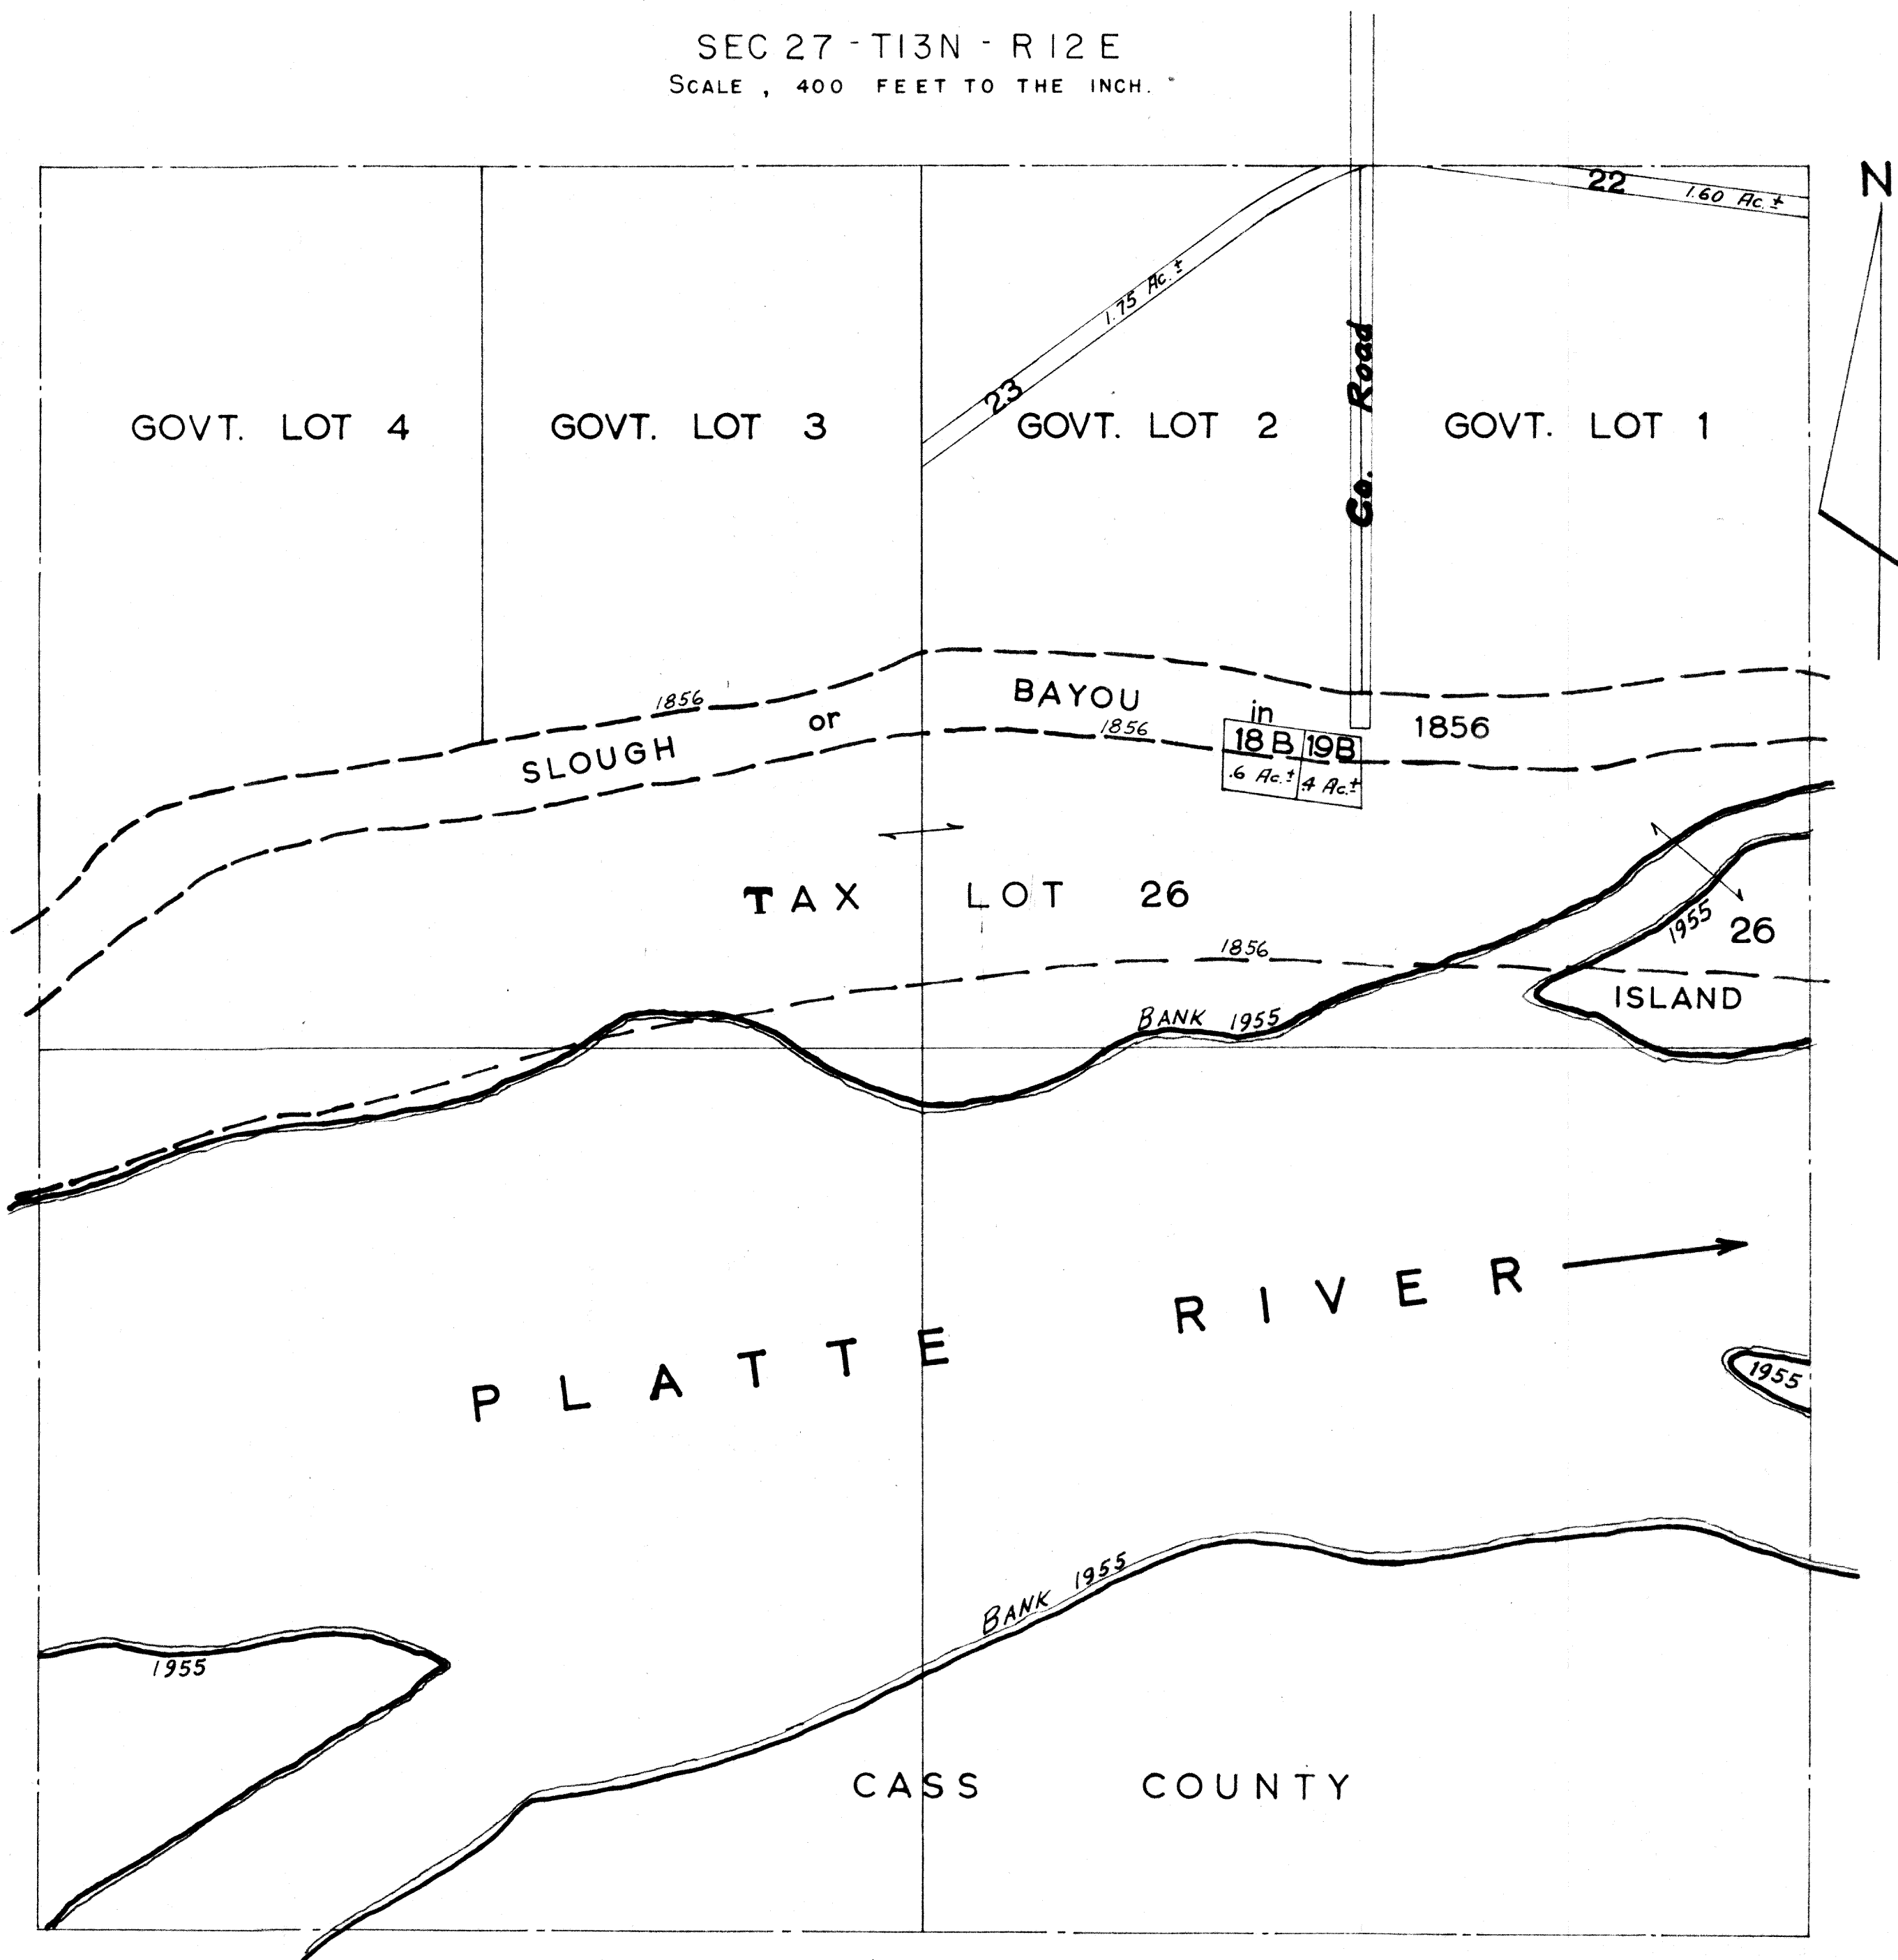 SEC 27 - T13N - R12E
SCALE, 400 FEET TO THE INCH.
N
22
1.60 Ac.±
1.75 Ac.±
23
Co. Road
GOVT. LOT 4
GOVT. LOT 3
GOVT. LOT 2
GOVT. LOT 1
1856
SLOUGH or BAYOU in 1856
1856
18B
19B
.6 Ac.±
.4 Ac.±
TAX LOT 26
1955
26
1856
ISLAND
BANK 1955
PLATTE RIVER
1955
BANK 1955
1955
CASS COUNTY